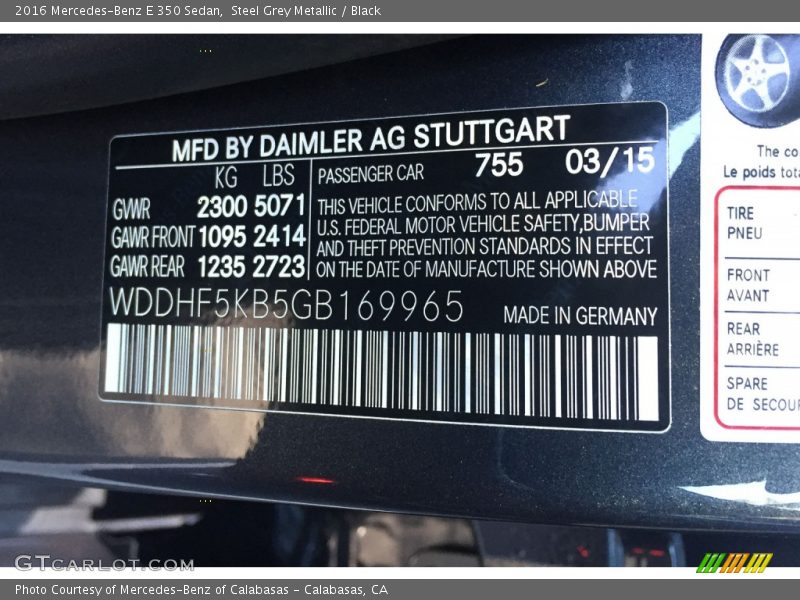 2016 Mercedes-Benz E 350 Sedan,  Steel Grey Metallic / Black
MFD BY DAIMLER AG STUTTGART
KG LBS
GWR 2300 5071
GAWR FRONT 1095 2414
GAWR REAR 1235 2723
PASSENGER CAR 755 03/15
THIS VEHICLE CONFORMS TO ALL APPLICABLE
U.S. FEDERAL MOTOR VEHICLE SAFETY,BUMPER
AND THEFT PREVENTION STANDARDS IN EFFECT
ON THE DATE OF MANUFACTURE SHOWN ABOVE
WDDHF5KB5GB169965
MADE IN GERMANY
The
Le poids
TIRE
PNEU
FRONT
AVANT
REAR
ARRIÈRE
SPARE
DE
GTCARLOT.COM
Photo Courtesy of Mercedes-Benz of Calabasas - Calabasas, CA